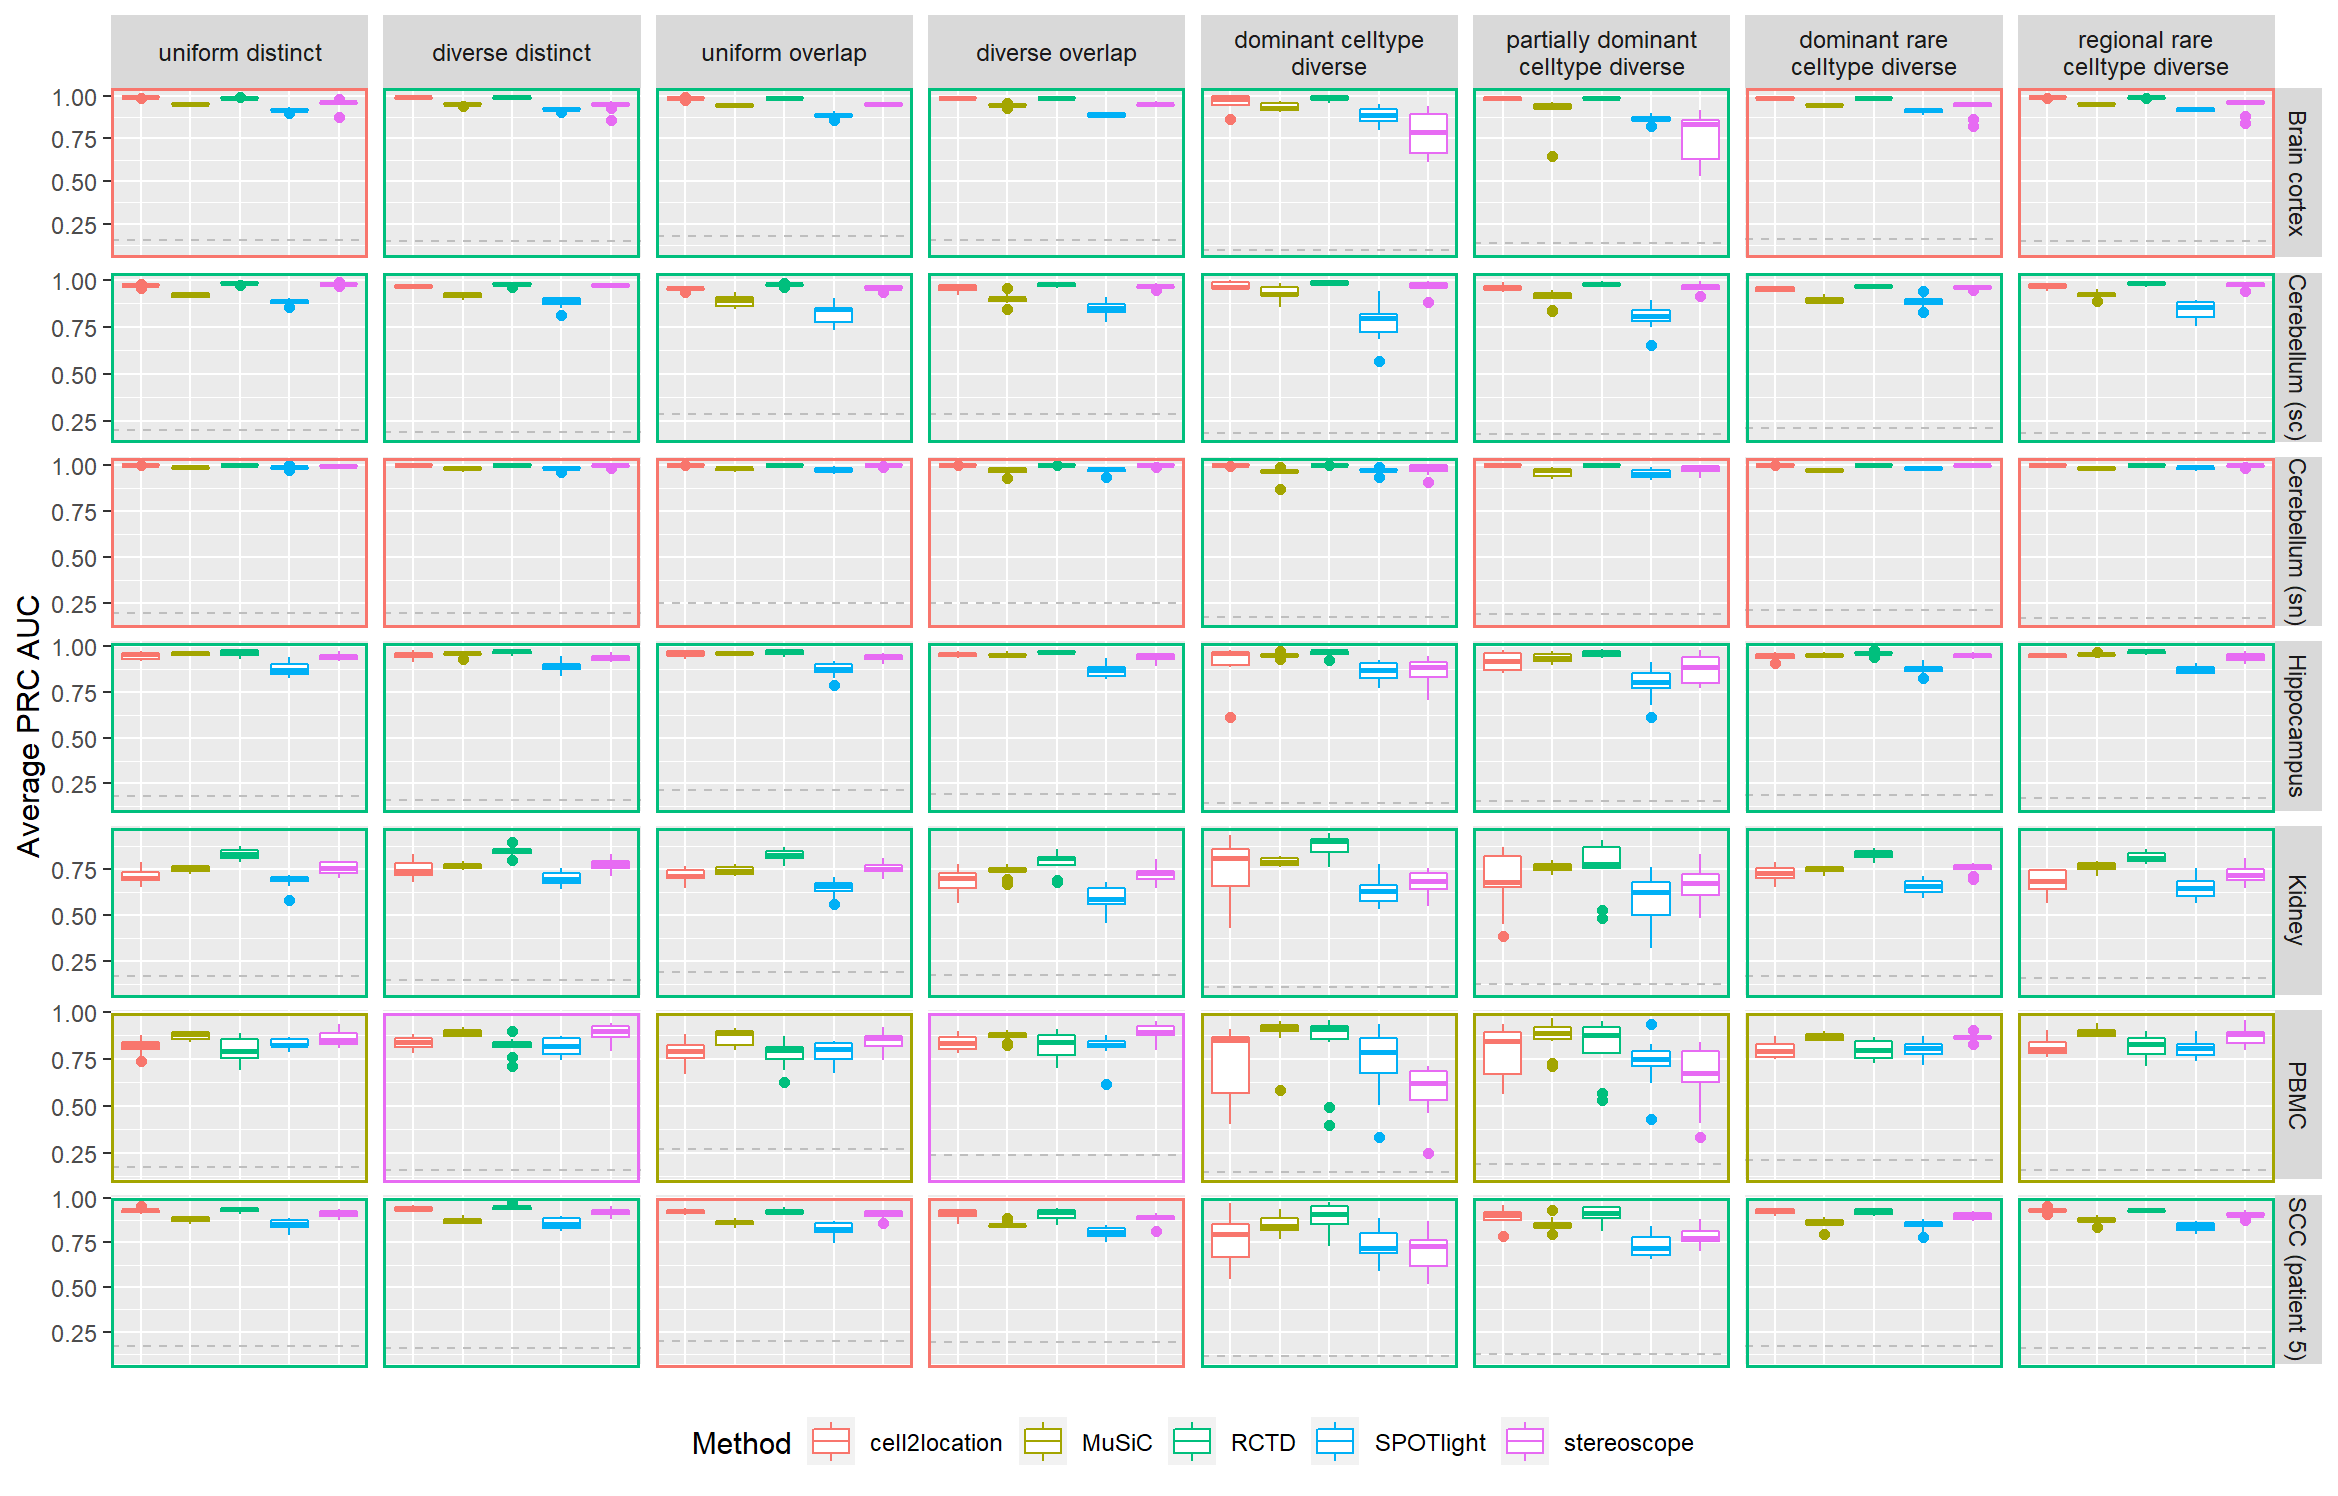 uniform distinct
diverse distinct
uniform overlap
diverse overlap
dominant celltype
diverse
partially dominant
celltype diverse
dominant rare
celltype diverse
regional rare
celltype diverse
1.00
0.75
0.50
0.25
Brain cortex
1.00
0.75
0.50
0.25
Cerebellum (sc)
1.00
0.75
0.50
0.25
Cerebellum (sn)
Average PRC AUC
1.00
0.75
0.50
0.25
Hippocampus
0.75
0.50
0.25
Kidney
1.00
0.75
0.50
0.25
PBMC
1.00
0.75
0.50
0.25
SCC (patient 5)
Method cell2location MuSiC RCTD SPOTlight stereoscope